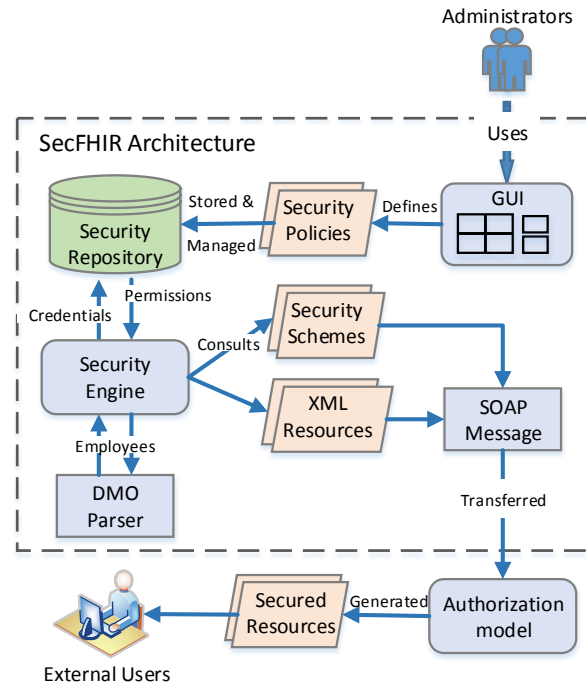 Administrators
Uses
SecFHIR Architecture
GUI
Defines
Security
Policies
Stored &
Managed
Security
Repository
Credentials
Permissions
Security
Engine
Consults
Security
Schemes
XML
Resources
SOAP
Message
Employees
DMO
Parser
Transferred
Authorization
model
Generated
Secured
Resources
External Users